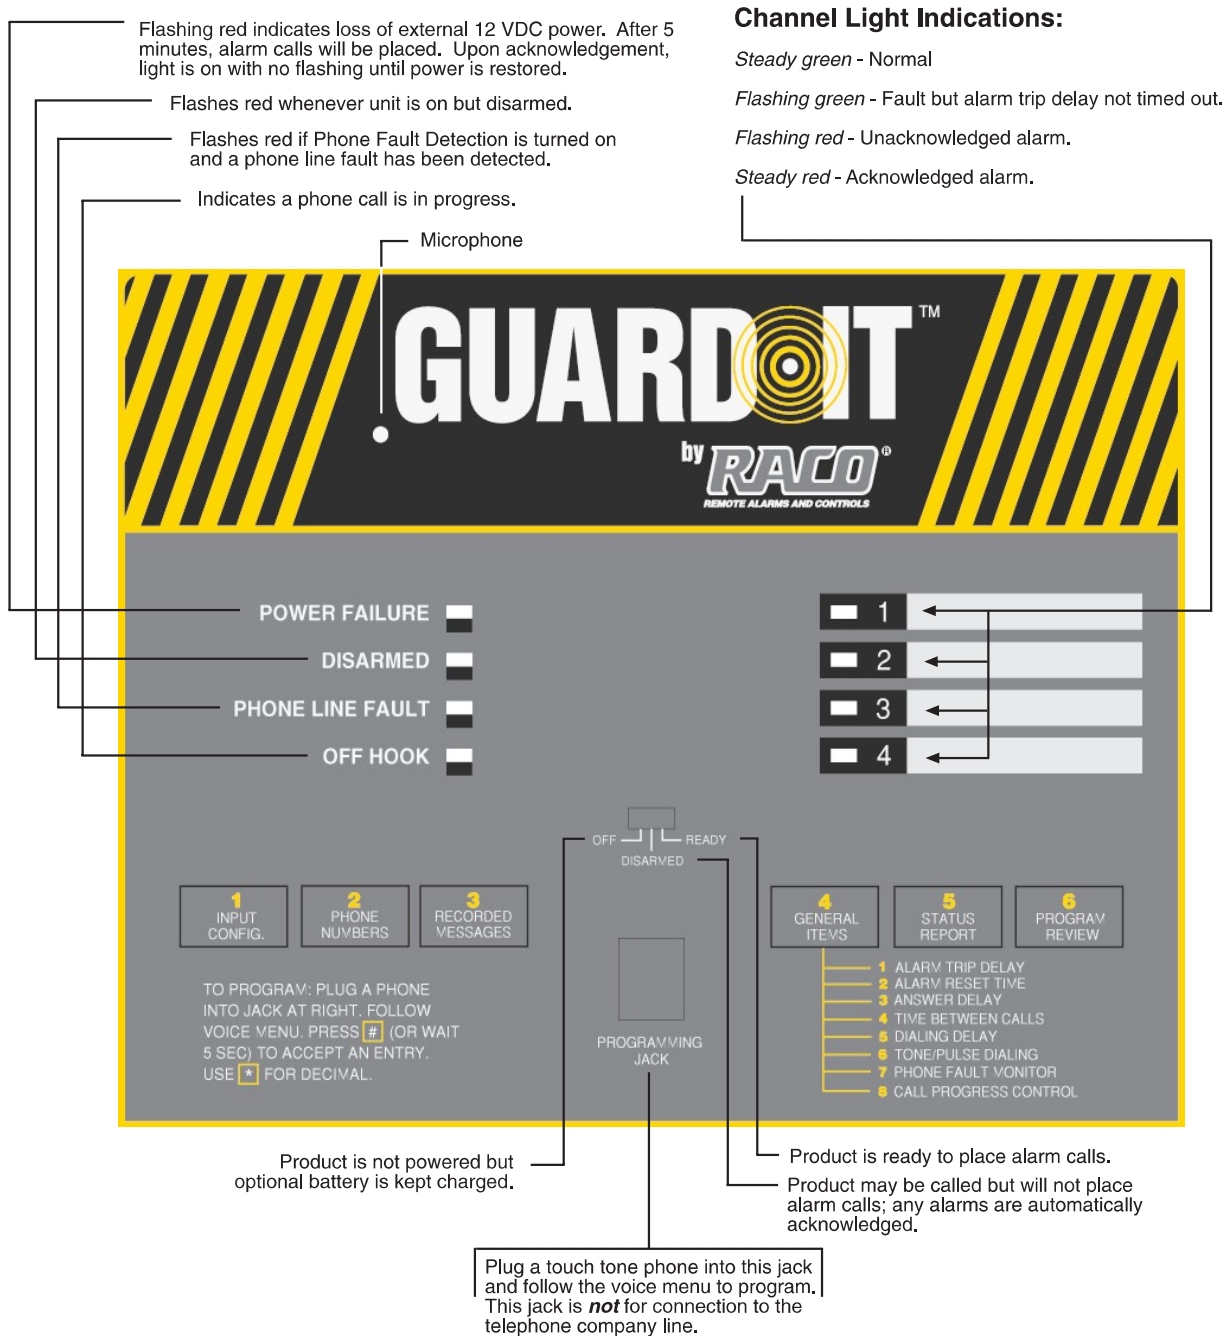 Flashing red indicates loss of external 12 VDC power. After 5
minutes, alarm calls will be placed. Upon acknowledgement,
light is on with no flashing until power is restored.
Flashes red whenever unit is on but disarmed.
Flashes red if Phone Fault Detection is turned on
and a phone line fault has been detected.
Indicates a phone call is in progress.
Microphone
Channel Light Indications:
Steady green - Normal
Flashing green - Fault but alarm trip delay not timed out.
Flashing red - Unacknowledged alarm.
Steady red - Acknowledged alarm.
GUARD IT™
by RACO®
REMOTE ALARMS AND CONTROLS
POWER FAILURE
DISARMED
PHONE LINE FAULT
OFF HOOK
1
2
3
4
OFF READY
DISARMED
1
INPUT
CONFIG.
2
PHONE
NUMBERS
3
RECORDED
MESSAGES
4
GENERAL
ITEMS
5
STATUS
REPORT
6
PROGRAM
REVIEW
TO PROGRAM: PLUG A PHONE
INTO JACK AT RIGHT. FOLLOW
VOICE MENU. PRESS # (OR WAIT
5 SEC) TO ACCEPT AN ENTRY.
USE * FOR DECIMAL.
PROGRAMMING
JACK
1 ALARM TRIP DELAY
2 ALARM RESET TIME
3 ANSWER DELAY
4 TIME BETWEEN CALLS
5 DIALING DELAY
6 TONE/PULSE DIALING
7 PHONE FAULT MONITOR
8 CALL PROGRESS CONTROL
Product is not powered but
optional battery is kept charged.
Product is ready to place alarm calls.
Product may be called but will not place
alarm calls; any alarms are automatically
acknowledged.
Plug a touch tone phone into this jack
and follow the voice menu to program.
This jack is not for connection to the
telephone company line.